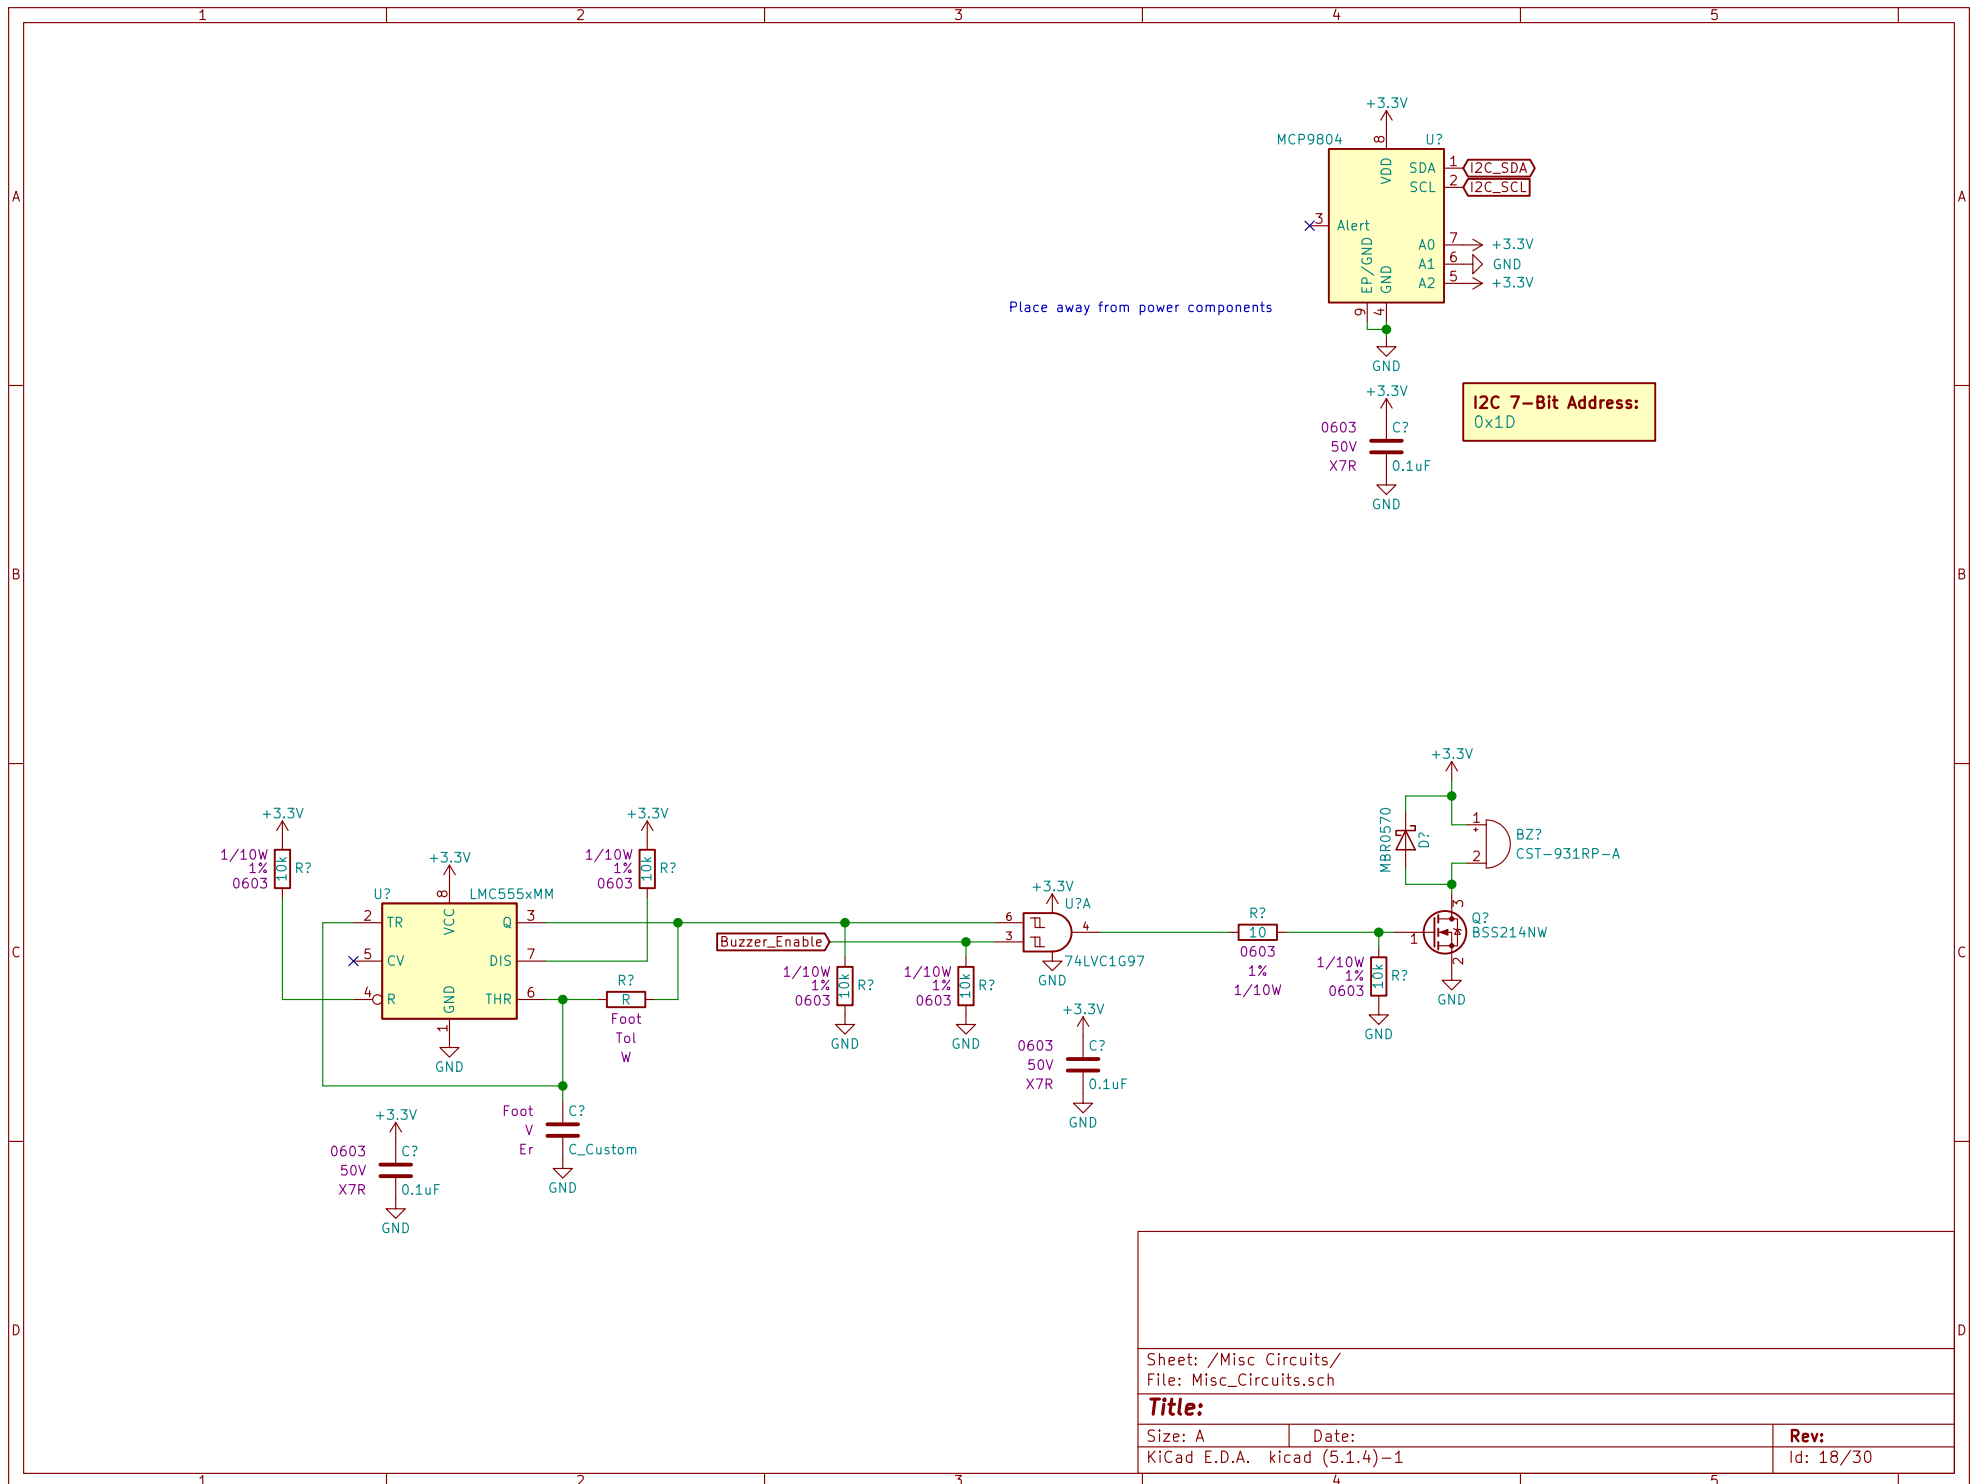 1 2 3 4 5
A A
B B
C C
D D
+3.3V
MCP9804 U?
8
VDD
SDA 1 I2C_SDA
SCL 2 I2C_SCL
3 Alert
A0 7 +3.3V
A1 6 GND
A2 5 +3.3V
EP/GND
GND
9 4
GND
Place away from power components
+3.3V
0603 C?
50V
X7R 0.1uF
GND
I2C 7-Bit Address:
0x1D
+3.3V
1/10W
1% 10k R?
0603
+3.3V
U? LMC555xMM
8
VCC
2 TR Q 3
5 CV DIS 7
4 R THR 6
GND
1
GND
+3.3V
1/10W
1% 10k R?
0603
R?
R
Foot
Tol
W
Foot C?
V
Er C_Custom
GND
+3.3V
0603 C?
50V
X7R 0.1uF
GND
Buzzer_Enable
1/10W
1% 10k R?
0603
GND
1/10W
1% 10k R?
0603
GND
+3.3V
U?A
6
3
4
74LVC1G97
GND
+3.3V
0603 C?
50V
X7R 0.1uF
GND
R?
10
0603
1%
1/10W
1/10W
1% 10k R?
0603
GND
+3.3V
MBR0570
D?
1
+
2
BZ?
CST-931RP-A
3
Q?
BSS214NW
1
2
GND
Sheet: /Misc Circuits/
File: Misc_Circuits.sch
Title:
Size: A Date: Rev:
KiCad E.D.A. kicad (5.1.4)-1 Id: 18/30
1 2 3 4 5